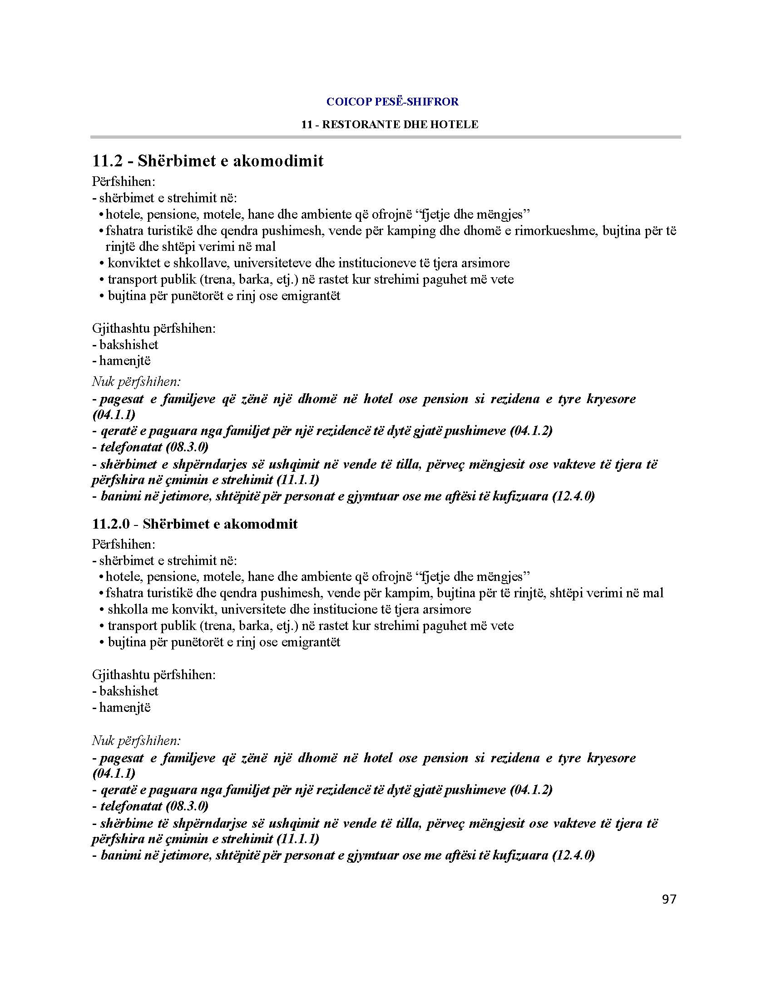 COICOP PESË-SHIFROR
11 - RESTORANTE DHE HOTELE
11.2 - Shërbimet e akomodimit
Përfshihen:
- shërbimet e strehimit në:
• hotele, pensione, motele, hane dhe ambiente që ofrojnë “fjetje dhe mëngjes”
• fshatra turistikë dhe qendra pushimesh, vende për kamping dhe dhomë e rimorkueshme, bujtina për të
rinjtë dhe shtëpi verimi në mal
• konviktet e shkollave, universiteteve dhe institucioneve të tjera arsimore
• transport publik (trena, barka, etj.) në rastet kur strehimi paguhet më vete
• bujtina për punëtorët e rinj ose emigrantët
Gjithashtu përfshihen:
- bakshishet
- hamenjtë
Nuk përfshihen:
- pagesat e familjeve që zënë një dhomë në hotel ose pension si rezidena e tyre kryesore
(04.1.1)
- qeratë e paguara nga familjet për një rezidencë të dytë gjatë pushimeve (04.1.2)
- telefonatat (08.3.0)
- shërbimet e shpërndarjes së ushqimit në vende të tilla, përveç mëngjesit ose vakteve të tjera të
përfshira në çmimin e strehimit (11.1.1)
- banimi në jetimore, shtëpitë për personat e gjymtuar ose me aftësi të kufizuara (12.4.0)
11.2.0 - Shërbimet e akomodmit
Përfshihen:
- shërbimet e strehimit në:
• hotele, pensione, motele, hane dhe ambiente që ofrojnë “fjetje dhe mëngjes”
• fshatra turistikë dhe qendra pushimesh, vende për kampim, bujtina për të rinjtë, shtëpi verimi në mal
• shkolla me konvikt, universitete dhe institucione të tjera arsimore
• transport publik (trena, barka, etj.) në rastet kur strehimi paguhet më vete
• bujtina për punëtorët e rinj ose emigrantët
Gjithashtu përfshihen:
- bakshishet
- hamenjtë
Nuk përfshihen:
- pagesat e familjeve që zënë një dhomë në hotel ose pension si rezidena e tyre kryesore
(04.1.1)
- qeratë e paguara nga familjet për një rezidencë të dytë gjatë pushimeve (04.1.2)
- telefonatat (08.3.0)
- shërbime të shpërndarjse së ushqimit në vende të tilla, përveç mëngjesit ose vakteve të tjera të
përfshira në çmimin e strehimit (11.1.1)
- banimi në jetimore, shtëpitë për personat e gjymtuar ose me aftësi të kufizuara (12.4.0)
97